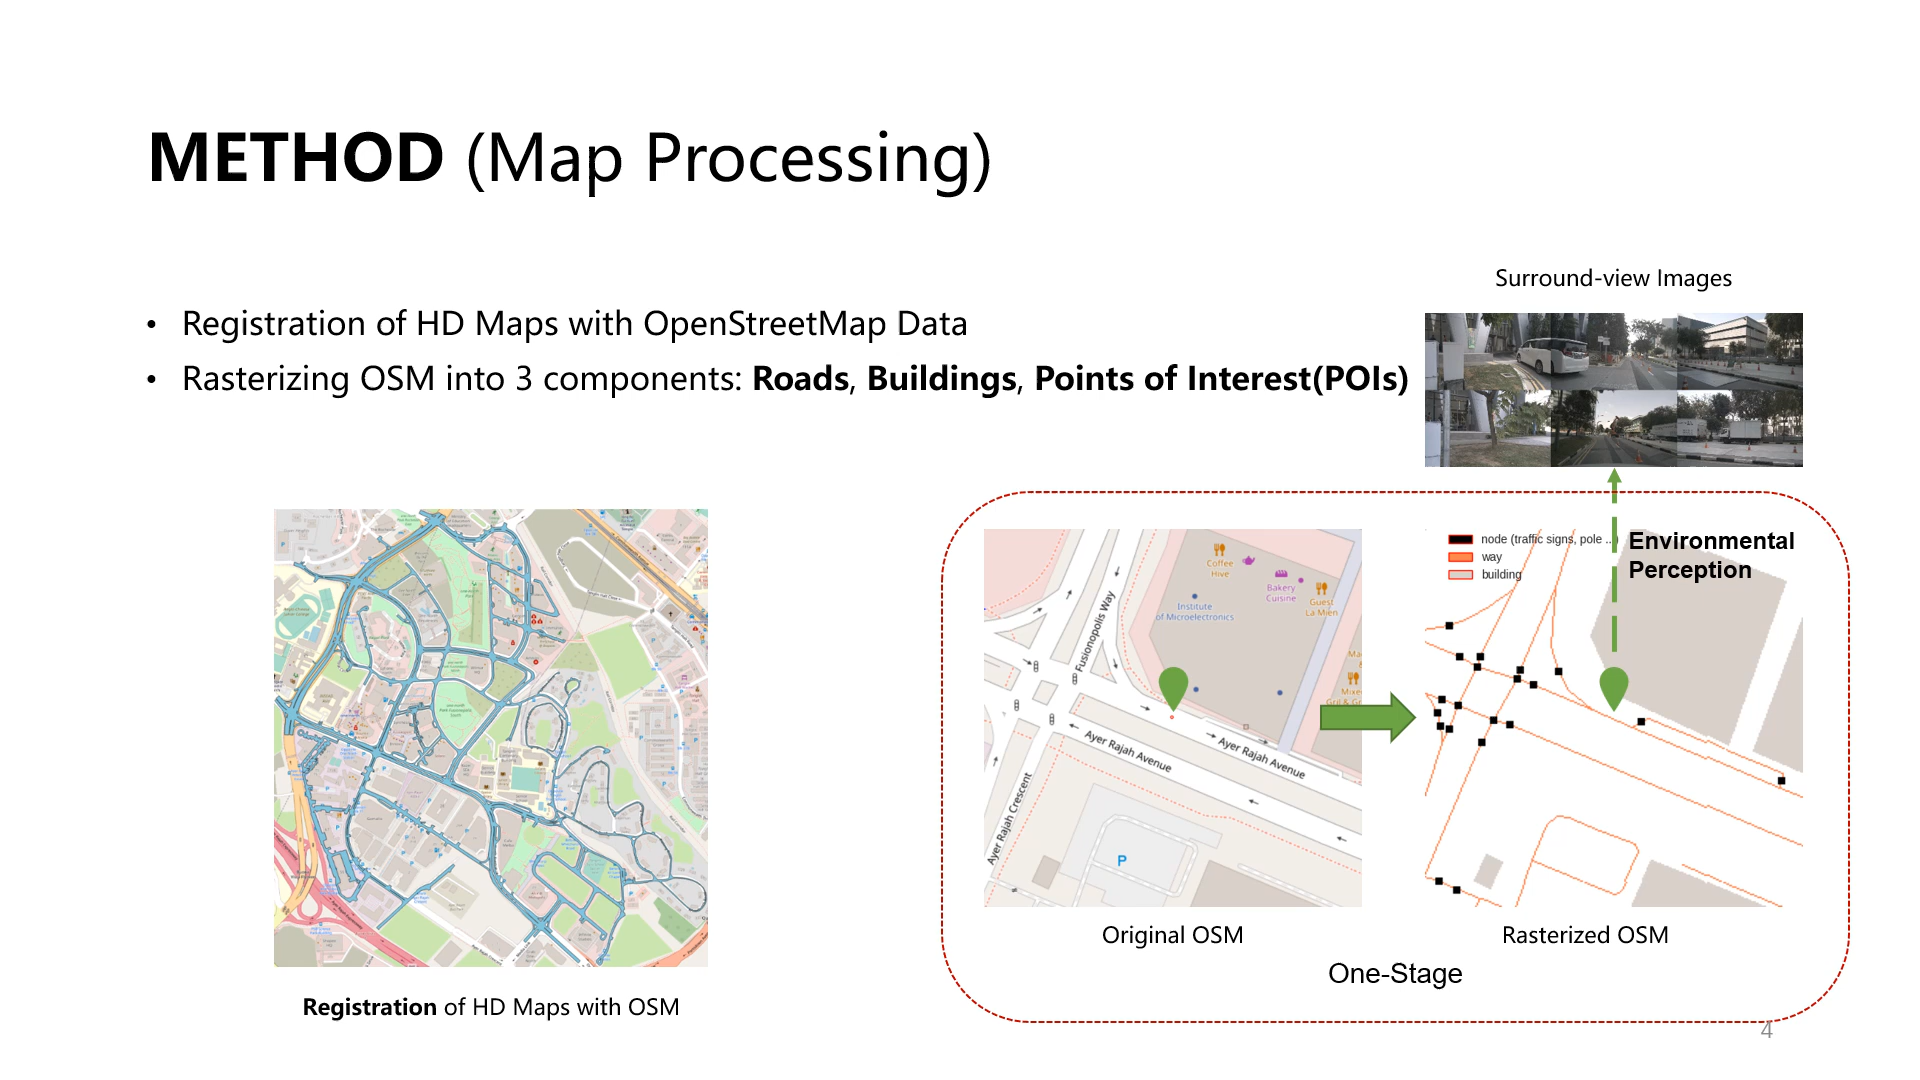 METHOD (Map Processing)
• Registration of HD Maps with OpenStreetMap Data
• Rasterizing OSM into 3 components: Roads, Buildings, Points of Interest(POIs)
Surround-view Images
Registration of HD Maps with OSM
Coffee
Hive
Bakery
Cuisine
Guest
La Mien
Institute
of Microelectronics
Fusionopolis Way
Ayer Rajah Avenue
Ayer Rajah Avenue
Ayer Rajah Crescent
P
Original OSM
node (traffic signs, pole ...)
way
building
Environmental
Perception
Rasterized OSM
One-Stage
4